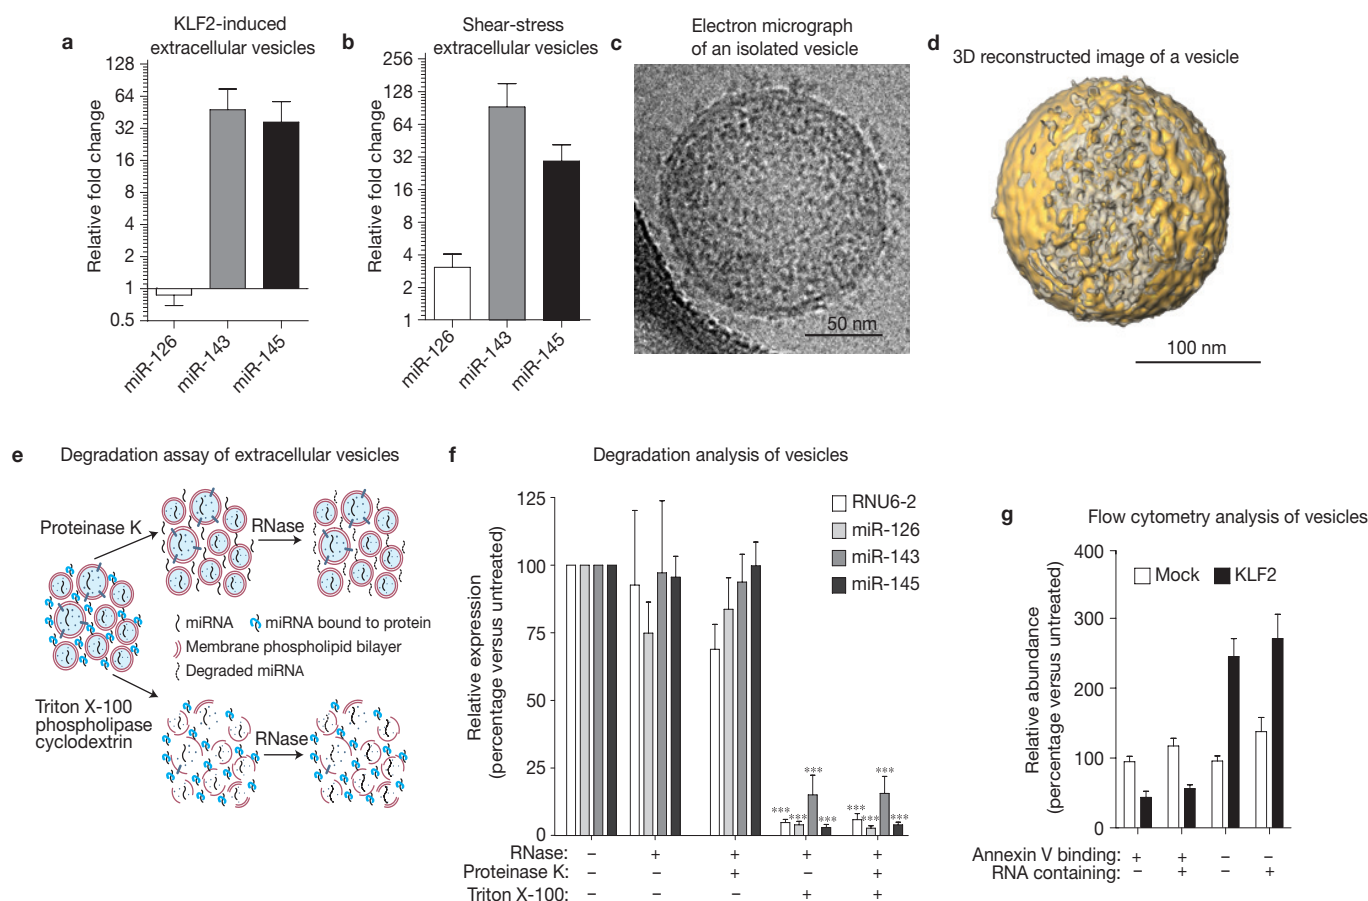 a
KLF2-induced
extracellular vesicles
Relative fold change
128
64
32
16
8
4
2
1
0.5
miR-126
miR-143
miR-145
b
Shear-stress
extracellular vesicles
Relative fold change
256
128
64
32
16
8
4
2
1
miR-126
miR-143
miR-145
c
Electron micrograph
of an isolated vesicle
50 nm
d
3D reconstructed image of a vesicle
100 nm
e
Degradation assay of extracellular vesicles
Proteinase K
RNase
miRNA
miRNA bound to protein
Membrane phospholipid bilayer
Degraded miRNA
Triton X-100
phospholipase
cyclodextrin
RNase
f
Degradation analysis of vesicles
Relative expression
(percentage versus untreated)
125
100
75
50
25
0
RNU6-2
miR-126
miR-143
miR-145
*** *** *** *** *** *** *** ***
RNase: – + + + +
Proteinase K: – – + – +
Triton X-100: – – – + +
g
Flow cytometry analysis of vesicles
Relative abundance
(percentage versus untreated)
400
300
200
100
0
Mock KLF2
Annexin V binding: + + – –
RNA containing: – + – +